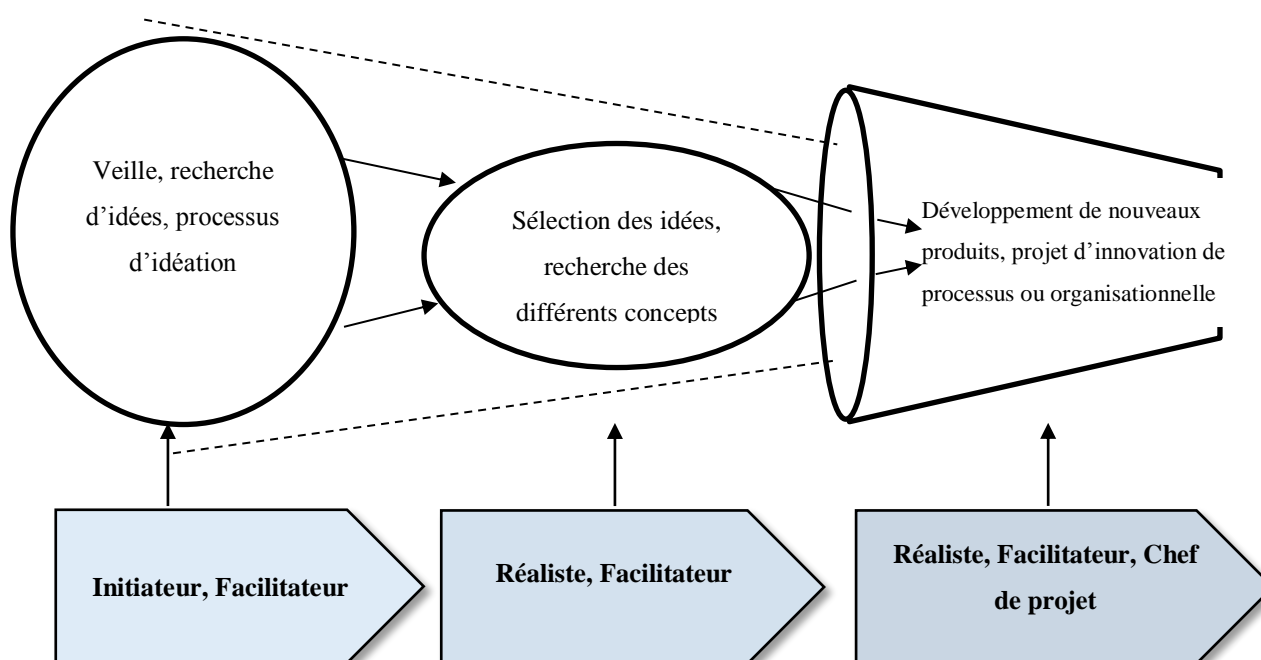 Veille, recherche
d’idées, processus
d’idéation
Sélection des idées,
recherche des
différents concepts
Développement de nouveaux
produits, projet d’innovation de
processus ou organisationnelle
Initiateur, Facilitateur
Réaliste, Facilitateur
Réaliste, Facilitateur, Chef
de projet